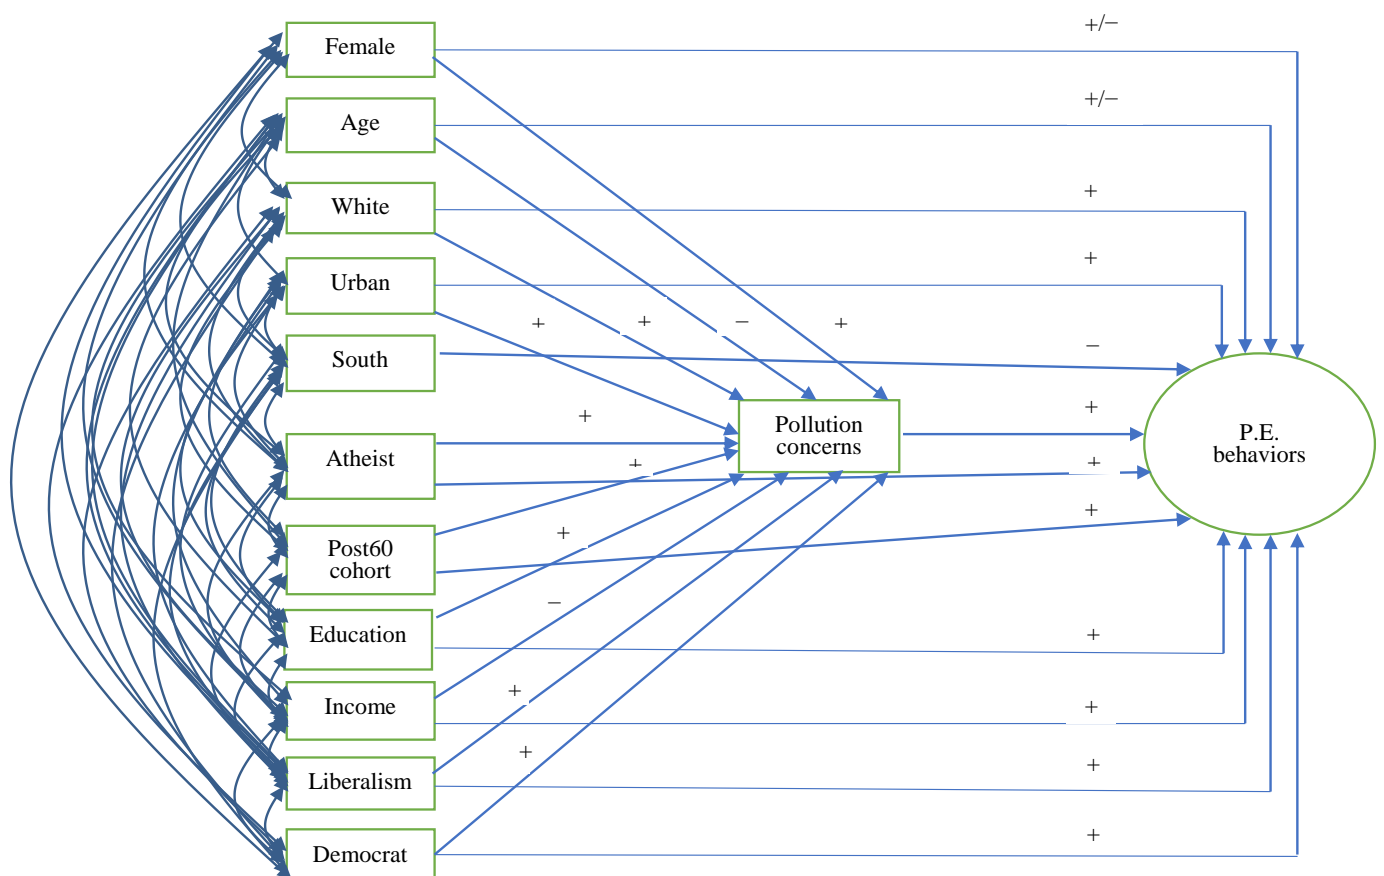 +/−
Female
+/−
Age
+
White
+
Urban
+
+
−
+
−
South
+
+
Pollution
concerns
P.E.
behaviors
Atheist
+
+
+
+
Post60
cohort
−
Education
+
+
Income
+
+
Liberalism
+
+
Democrat